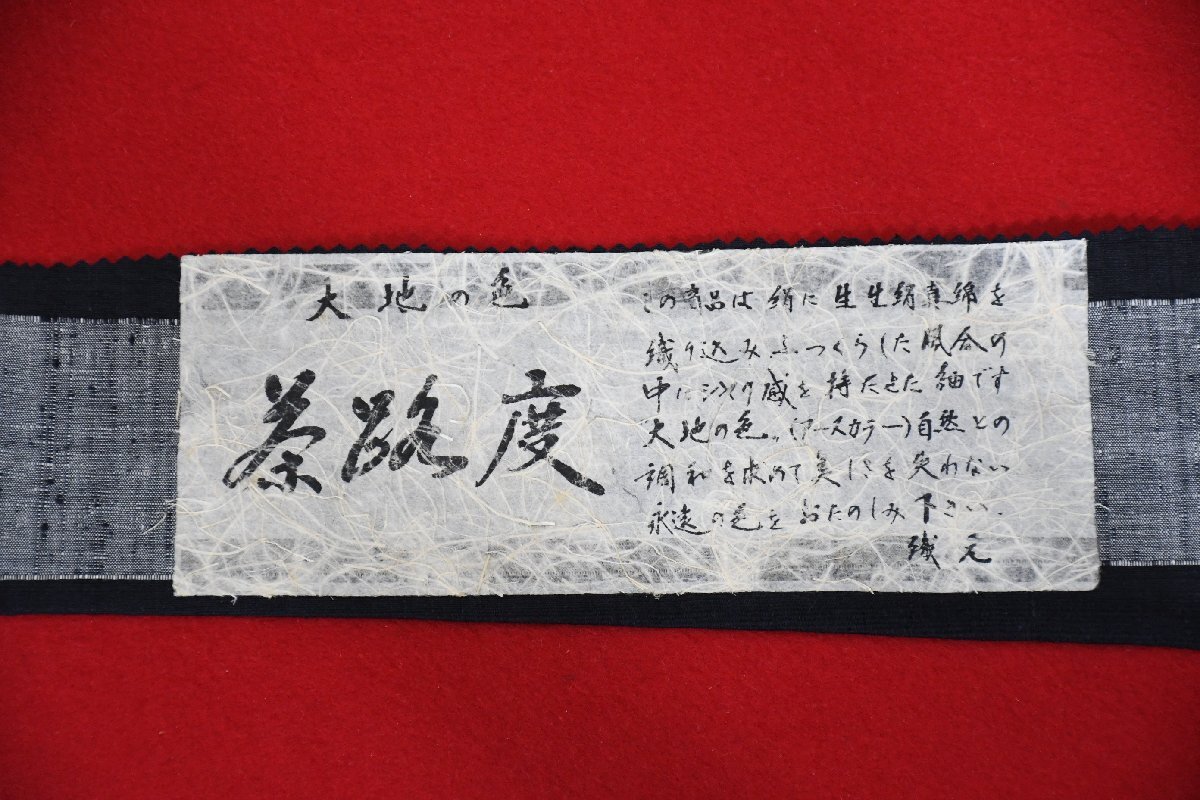 大地の色
茶路度
この商品は絹に生生絹真綿を
織り込みふっくらした風合の
中にシャリ感を持たせた紬です
大地の色〟(アースカラー)自然との
調和を求めて美しさを失わない
永遠の色をおたのしみ下さい、
織元